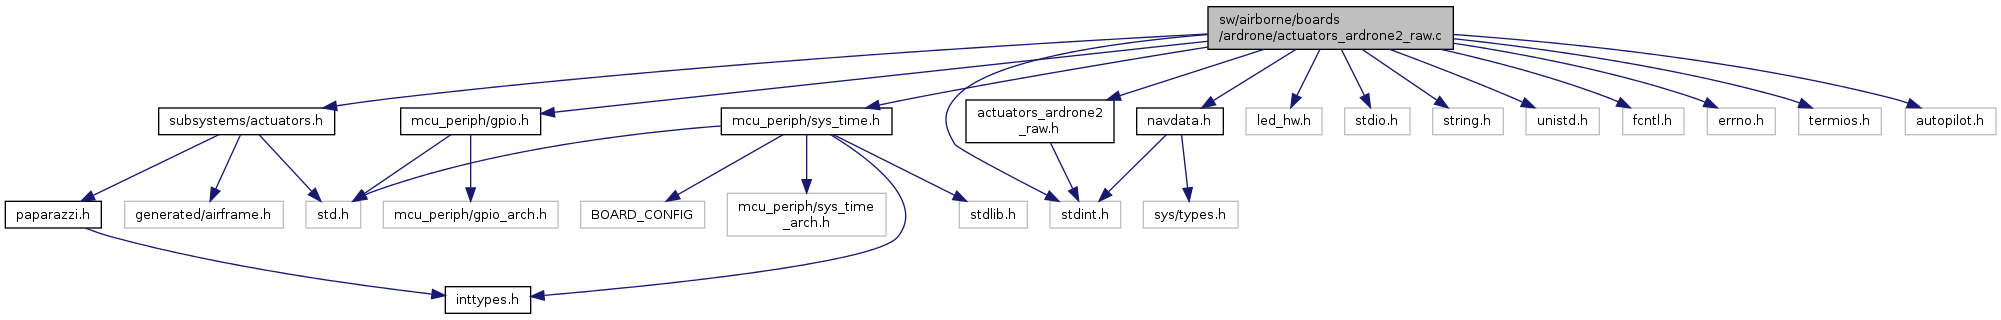 sw/airborne/boards
/ardrone/actuators_ardrone2_raw.c
subsystems/actuators.h
mcu_periph/gpio.h
mcu_periph/sys_time.h
actuators_ardrone2
_raw.h
navdata.h
led_hw.h
stdio.h
string.h
unistd.h
fcntl.h
errno.h
termios.h
autopilot.h
paparazzi.h
generated/airframe.h
std.h
mcu_periph/gpio_arch.h
BOARD_CONFIG
mcu_periph/sys_time
_arch.h
stdlib.h
stdint.h
sys/types.h
inttypes.h